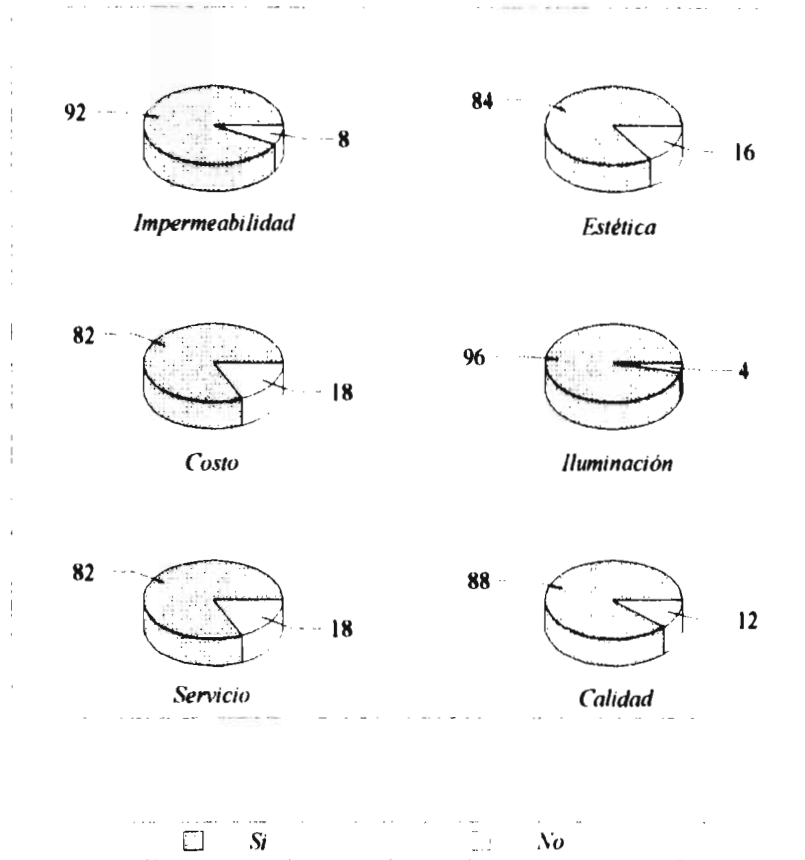 92
8
Impermeabilidad
84
16
Estética
82
18
Costo
96
4
Iluminación
82
18
Servicio
88
12
Calidad
Si No